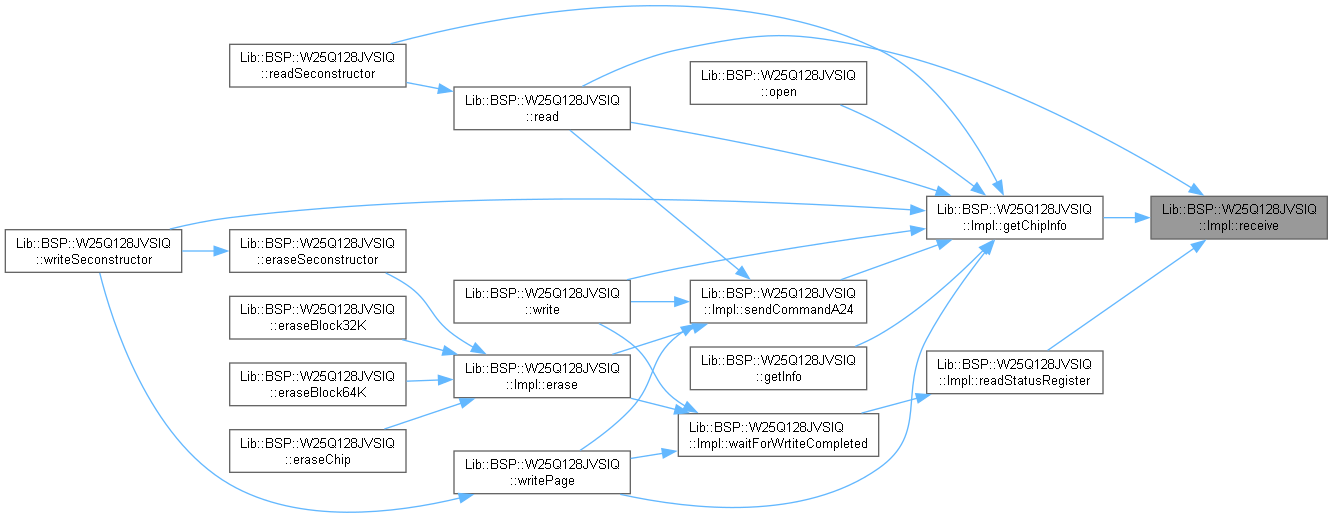 Lib::BSP::W25Q128JVSIQ
::readSeconstructor
Lib::BSP::W25Q128JVSIQ
::open
Lib::BSP::W25Q128JVSIQ
::read
Lib::BSP::W25Q128JVSIQ
::Impl::getChipInfo
Lib::BSP::W25Q128JVSIQ
::Impl::receive
Lib::BSP::W25Q128JVSIQ
::writeSeconstructor
Lib::BSP::W25Q128JVSIQ
::eraseSeconstructor
Lib::BSP::W25Q128JVSIQ
::write
Lib::BSP::W25Q128JVSIQ
::Impl::sendCommandA24
Lib::BSP::W25Q128JVSIQ
::eraseBlock32K
Lib::BSP::W25Q128JVSIQ
::getInfo
Lib::BSP::W25Q128JVSIQ
::Impl::readStatusRegister
Lib::BSP::W25Q128JVSIQ
::Impl::erase
Lib::BSP::W25Q128JVSIQ
::eraseBlock64K
Lib::BSP::W25Q128JVSIQ
::Impl::waitForWrtiteCompleted
Lib::BSP::W25Q128JVSIQ
::eraseChip
Lib::BSP::W25Q128JVSIQ
::writePage